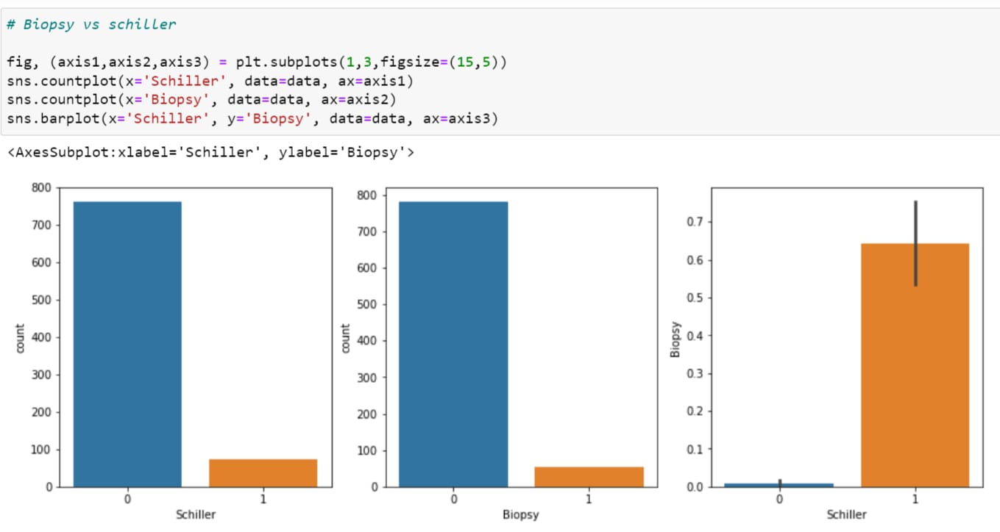 # Biopsy vs schiller
fig, (axis1,axis2,axis3) = plt.subplots(1,3,figsize=(15,5))
sns.countplot(x='Schiller', data=data, ax=axis1)
sns.countplot(x='Biopsy', data=data, ax=axis2)
sns.barplot(x='Schiller', y='Biopsy', data=data, ax=axis3)
<AxesSubplot:xlabel='Schiller', ylabel='Biopsy'>
800
700
600
500
400
300
200
100
0
count
0 1
Schiller
800
700
600
500
400
300
200
100
0
count
0 1
Biopsy
0.7
0.6
0.5
0.4
0.3
0.2
0.1
0.0
Biopsy
0 1
Schiller